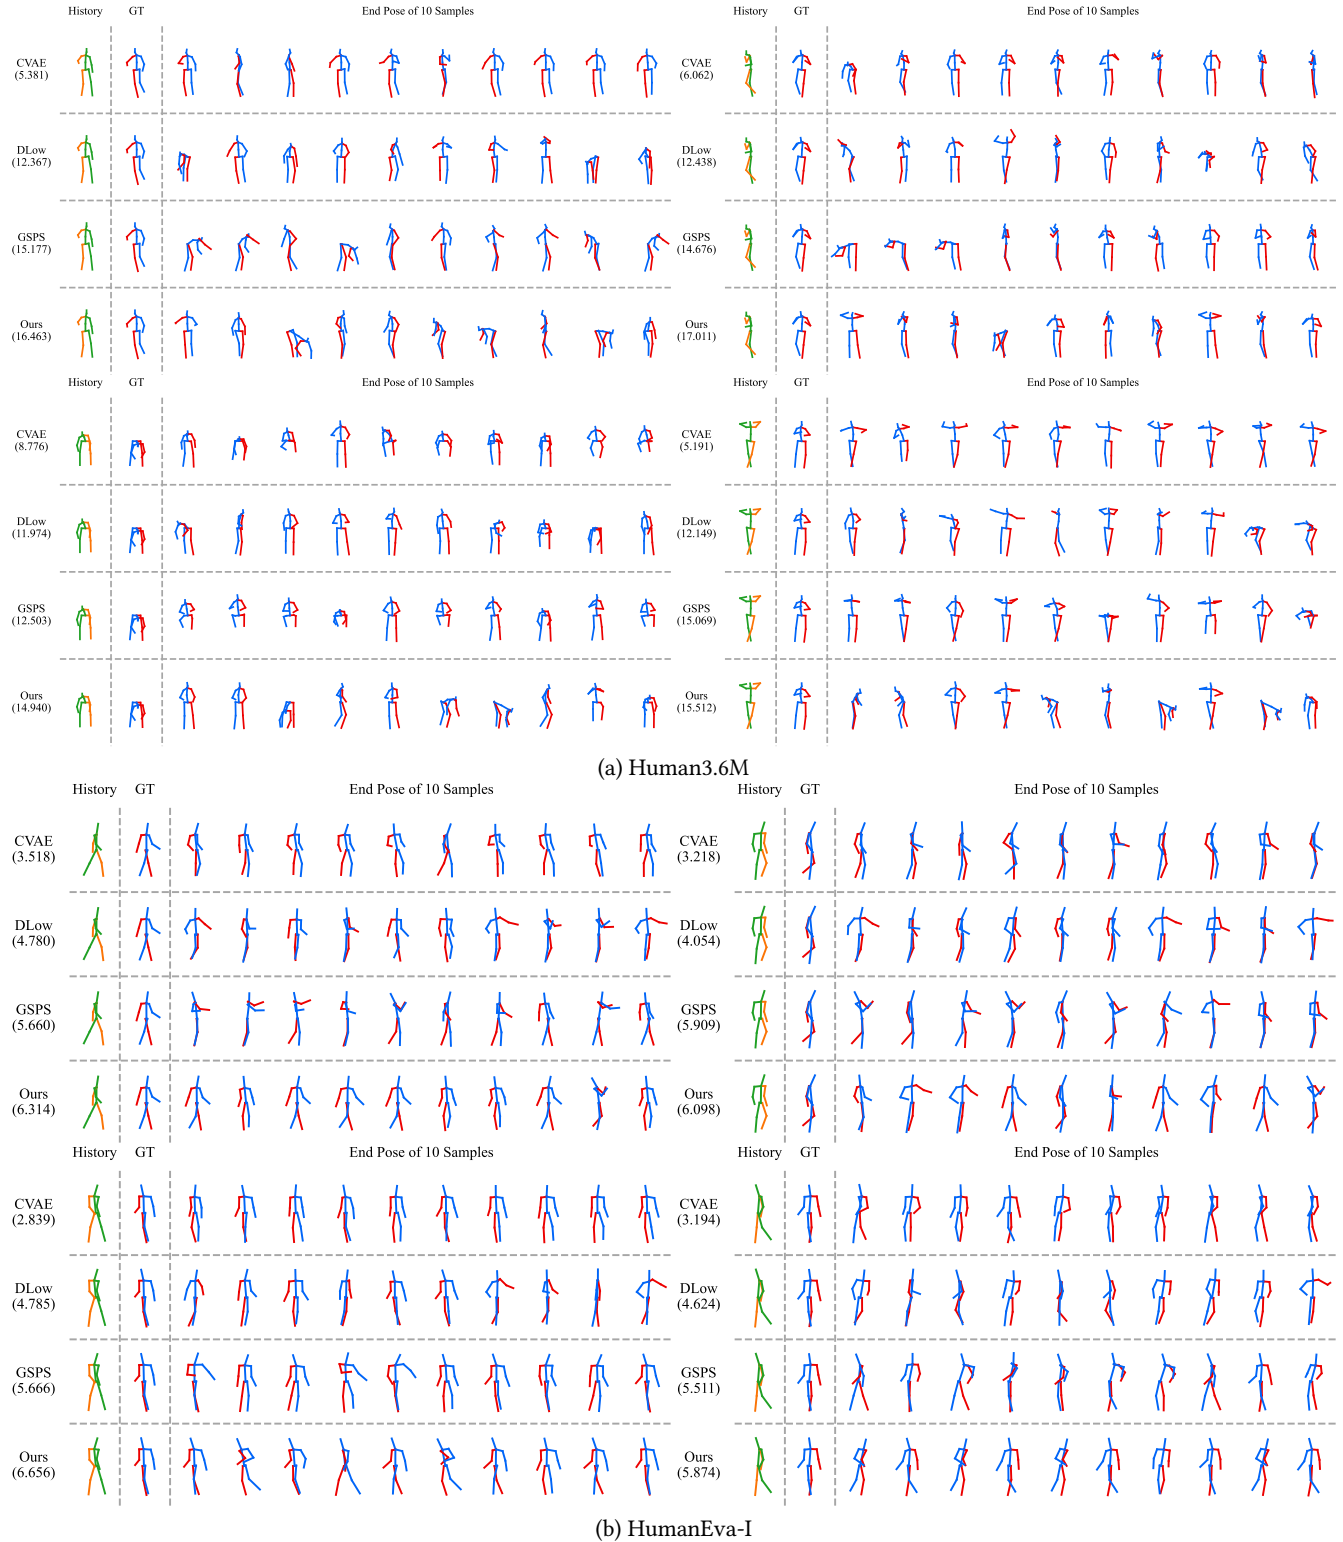 History GT End Pose of 10 Samples
CVAE
(5.381)
DLow
(12.367)
GSPS
(15.177)
Ours
(16.463)
History GT End Pose of 10 Samples
CVAE
(6.062)
DLow
(12.438)
GSPS
(14.676)
Ours
(17.011)
History GT End Pose of 10 Samples
CVAE
(8.776)
DLow
(11.974)
GSPS
(12.503)
Ours
(14.940)
History GT End Pose of 10 Samples
CVAE
(5.191)
DLow
(12.149)
GSPS
(15.069)
Ours
(15.512)
(a) Human3.6M
History GT End Pose of 10 Samples
CVAE
(3.518)
DLow
(4.780)
GSPS
(5.660)
Ours
(6.314)
History GT End Pose of 10 Samples
CVAE
(3.218)
DLow
(4.054)
GSPS
(5.909)
Ours
(6.098)
History GT End Pose of 10 Samples
CVAE
(2.839)
DLow
(4.785)
GSPS
(5.666)
Ours
(6.656)
History GT End Pose of 10 Samples
CVAE
(3.194)
DLow
(4.624)
GSPS
(5.511)
Ours
(5.874)
(b) HumanEva-I